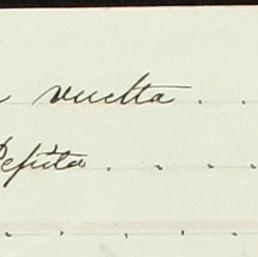 vuelta . .
Pepita . . . .